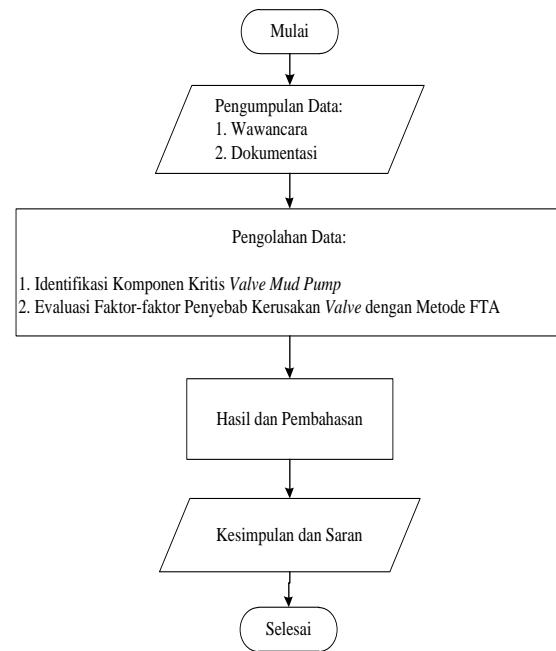 Mulai
Pengumpulan Data:
1. Wawancara
2. Dokumentasi
Pengolahan Data:
1. Identifikasi Komponen Kritis Valve Mud Pump
2. Evaluasi Faktor-faktor Penyebab Kerusakan Valve dengan Metode FTA
Hasil dan Pembahasan
Kesimpulan dan Saran
Selesai